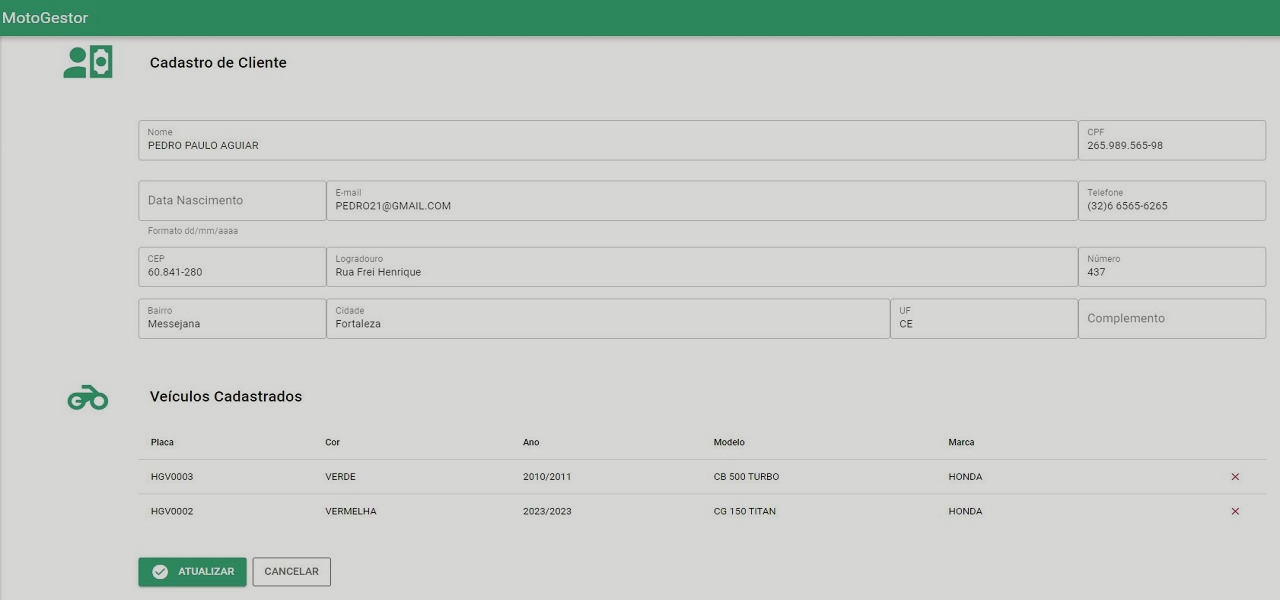 MotoGestor
Cadastro de Cliente
Nome CPF
PEDRO PAULO AGUIAR 265.989.565-98
Data Nascimento
E-mail Telefone
PEDRO21@GMAIL.COM (32)6 6565-6265
Formato dd/mm/aaaa
CEP Logradouro Número
60.841-280 Rua Frei Henrique 437
Bairro Cidade UF
Messejana Fortaleza CE
Complemento
Veículos Cadastrados
Placa Cor Ano Modelo Marca
HGV0003 VERDE 2010/2011 CB 500 TURBO HONDA
HGV0002 VERMELHA 2023/2023 CG 150 TITAN HONDA
ATUALIZAR CANCELAR